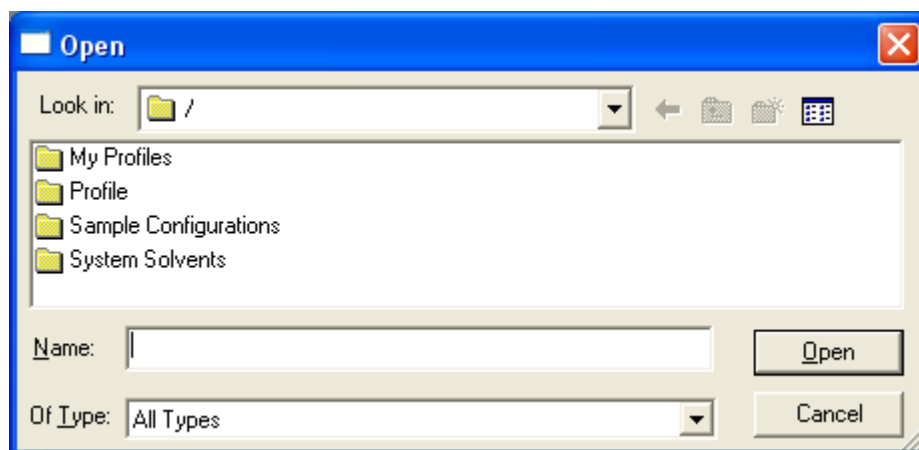 Open
Look in: /
My Profiles
Profile
Sample Configurations
System Solvents
Name:
Open
Of Type: All Types
Cancel